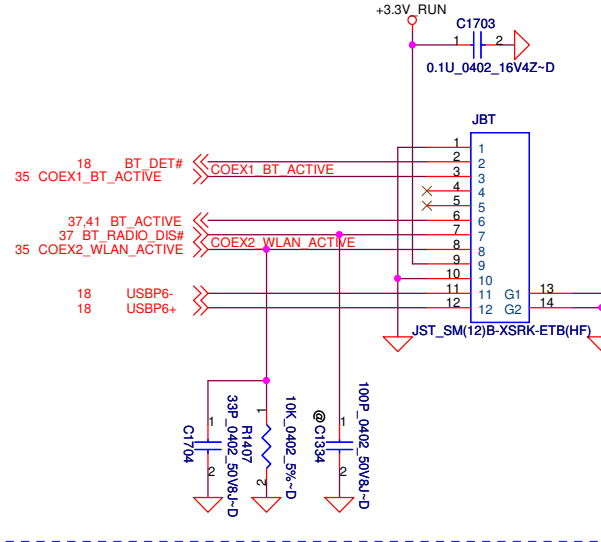 +3.3V_RUN
C1703
1 2
0.1U_0402_16V4Z~D
JBT
18 BT_DET#
35 COEX1_BT_ACTIVE
COEX1_BT_ACTIVE
37,41 BT_ACTIVE
37 BT_RADIO_DIS#
35 COEX2_WLAN_ACTIVE
COEX2_WLAN_ACTIVE
18 USBP6-
18 USBP6+
1 1
2 2
3 3
4 4
5 5
6 6
7 7
8 8
9 9
10 10
11 11 G1 13
12 12 G2 14
JST_SM(12)B-XSRK-ETB(HF)
1
2
33P_0402_50V8J~D
C1704
1
2
10K_0402_5%~D
R1407
1
2
100P_0402_50V8J~D
@C1334